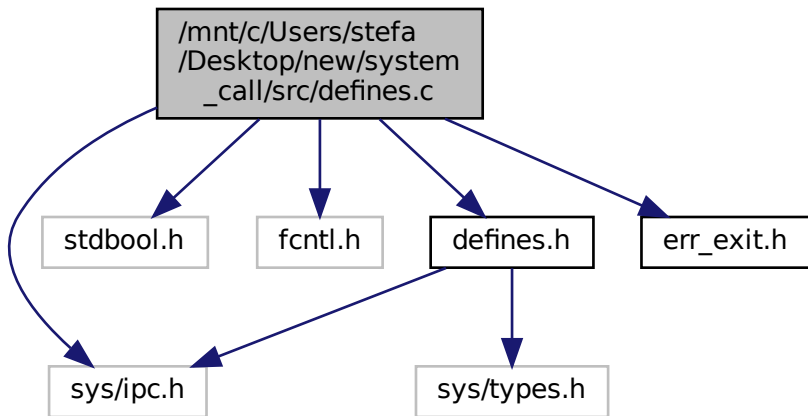 /mnt/c/Users/stefa
/Desktop/new/system
_call/src/defines.c
stdbool.h
fcntl.h
defines.h
err_exit.h
sys/ipc.h
sys/types.h